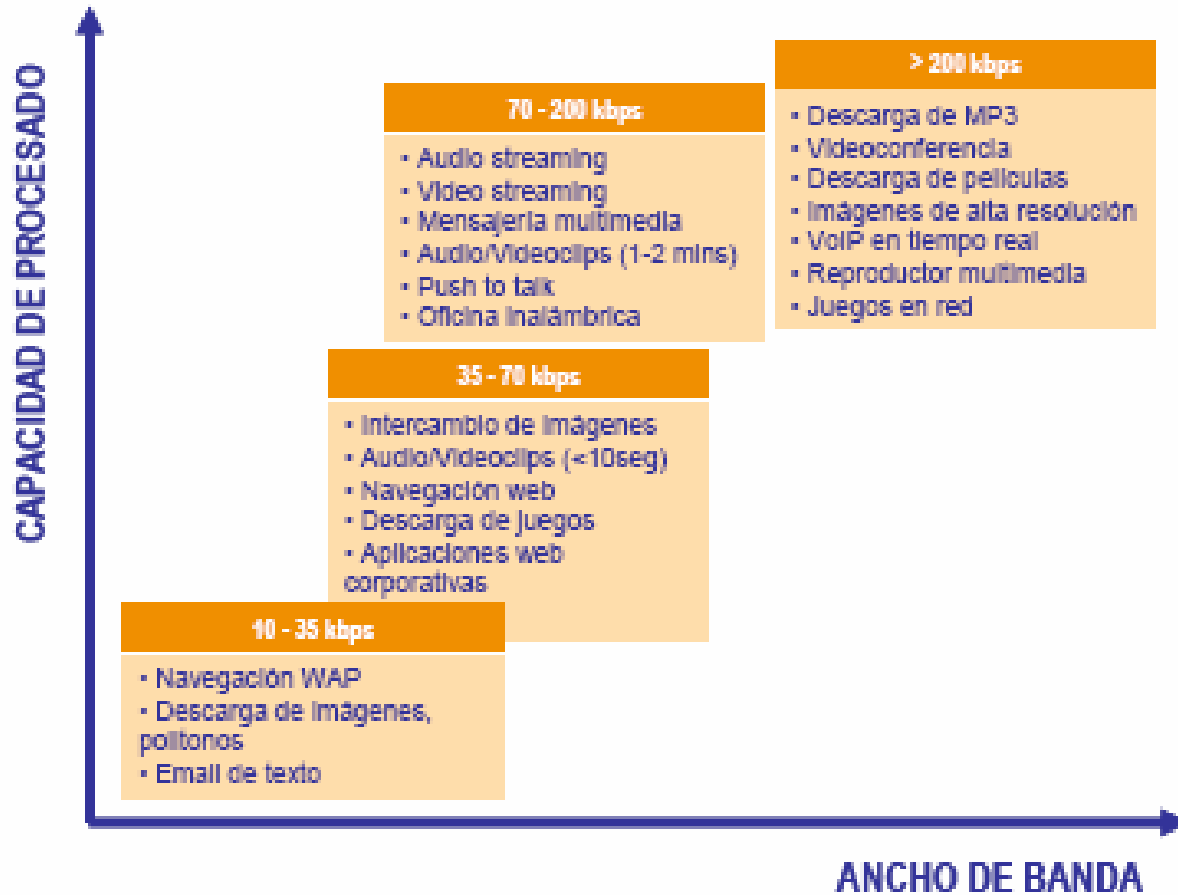 CAPACIDAD DE PROCESADO
> 200 kbps
• Descarga de MP3
• Videoconferencia
• Descarga de películas
• Imágenes de alta resolución
• VoIP en tiempo real
• Reproductor multimedia
• Juegos en red
70 - 200 kbps
• Audio streaming
• Video streaming
• Mensajería multimedia
• Audio/Videoclips (1-2 mins)
• Push to talk
• Oficina inalámbrica
35 - 70 kbps
• Intercambio de imágenes
• Audio/Videoclips (<10seg)
• Navegación web
• Descarga de juegos
• Aplicaciones web
corporativas
10 - 35 kbps
• Navegación WAP
• Descarga de imágenes,
politonos
• Email de texto
ANCHO DE BANDA